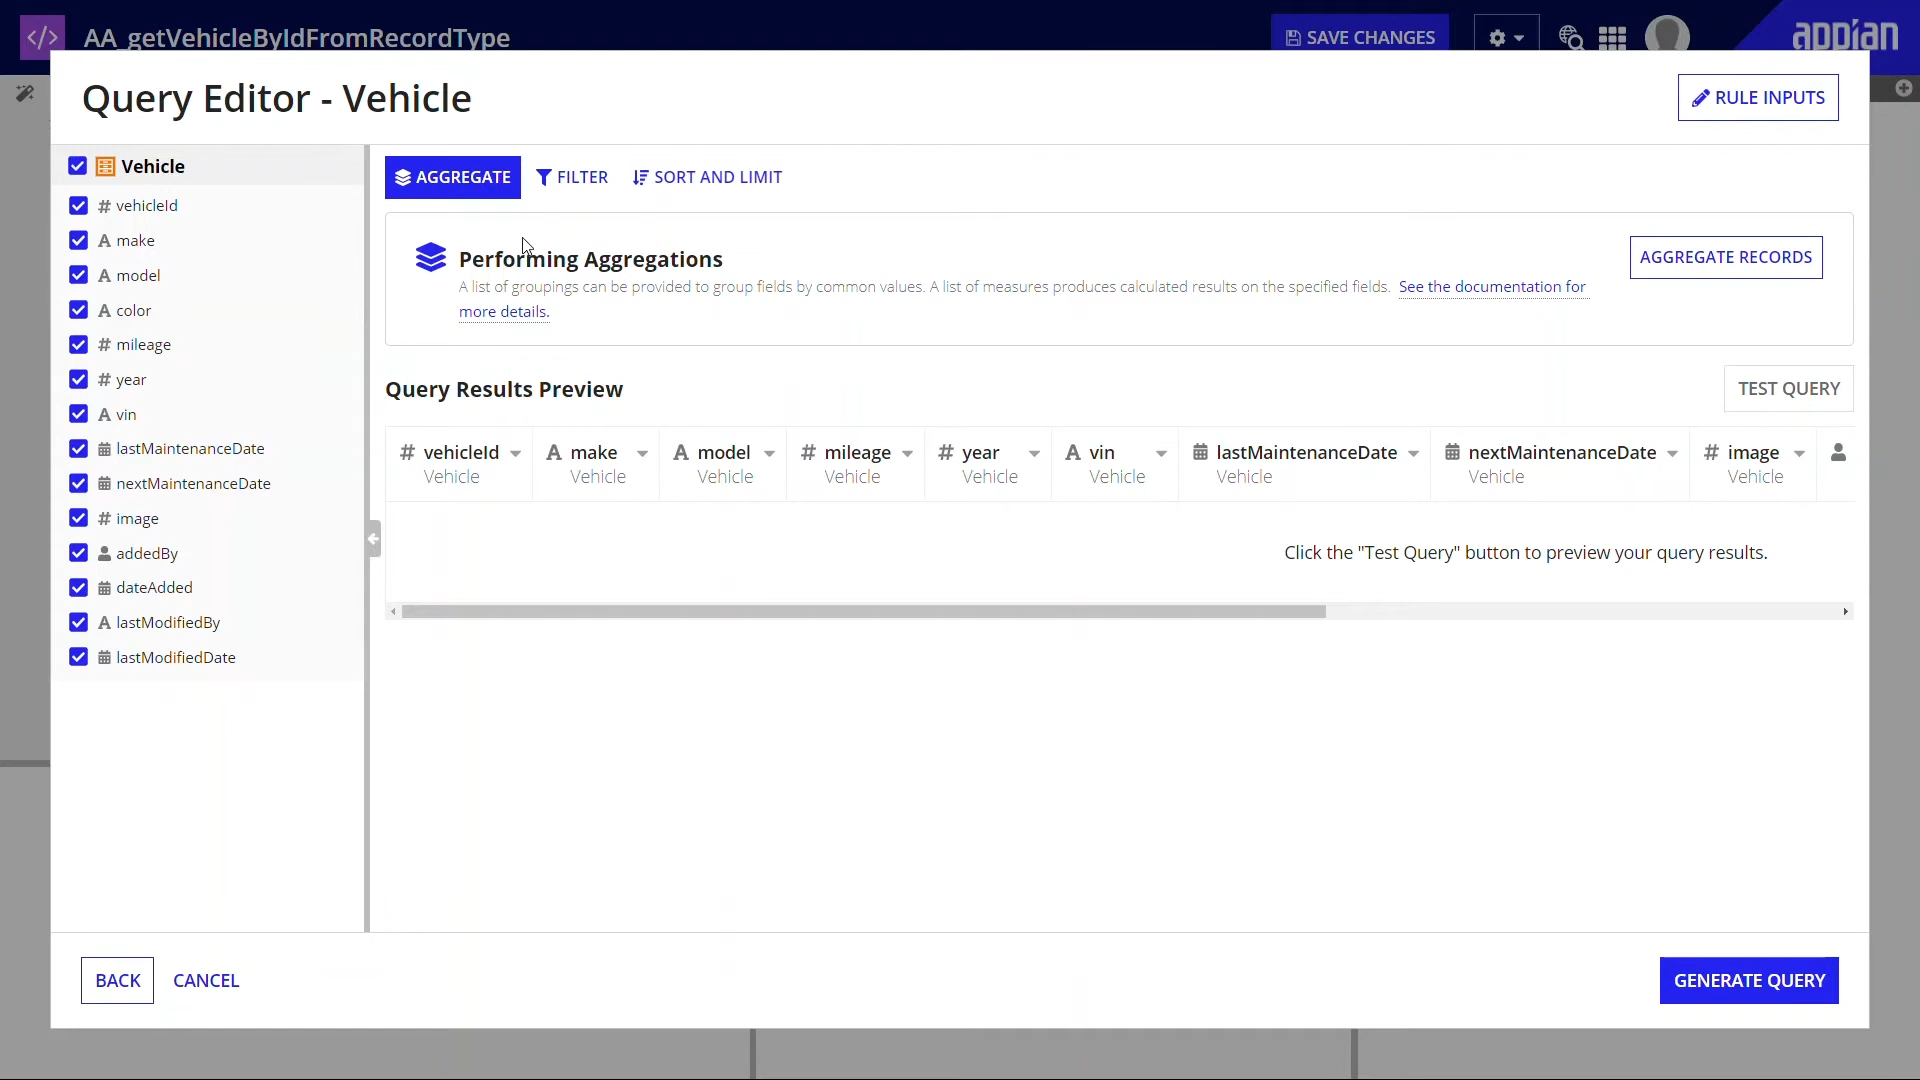 AA_getVehicleByIdFromRecordType
SAVE CHANGES
appian
Query Editor - Vehicle
RULE INPUTS
Vehicle
vehicleId
make
model
color
mileage
year
vin
lastMaintenanceDate
nextMaintenanceDate
image
addedBy
dateAdded
lastModifiedBy
lastModifiedDate
AGGREGATE
FILTER
SORT AND LIMIT
Performing Aggregations
A list of groupings can be provided to group fields by common values. A list of measures produces calculated results on the specified fields. See the documentation for
more details.
AGGREGATE RECORDS
Query Results Preview
TEST QUERY
vehicleId make model mileage year vin lastMaintenanceDate nextMaintenanceDate image
Vehicle Vehicle Vehicle Vehicle Vehicle Vehicle Vehicle Vehicle Vehicle
Click the "Test Query" button to preview your query results.
BACK
CANCEL
GENERATE QUERY